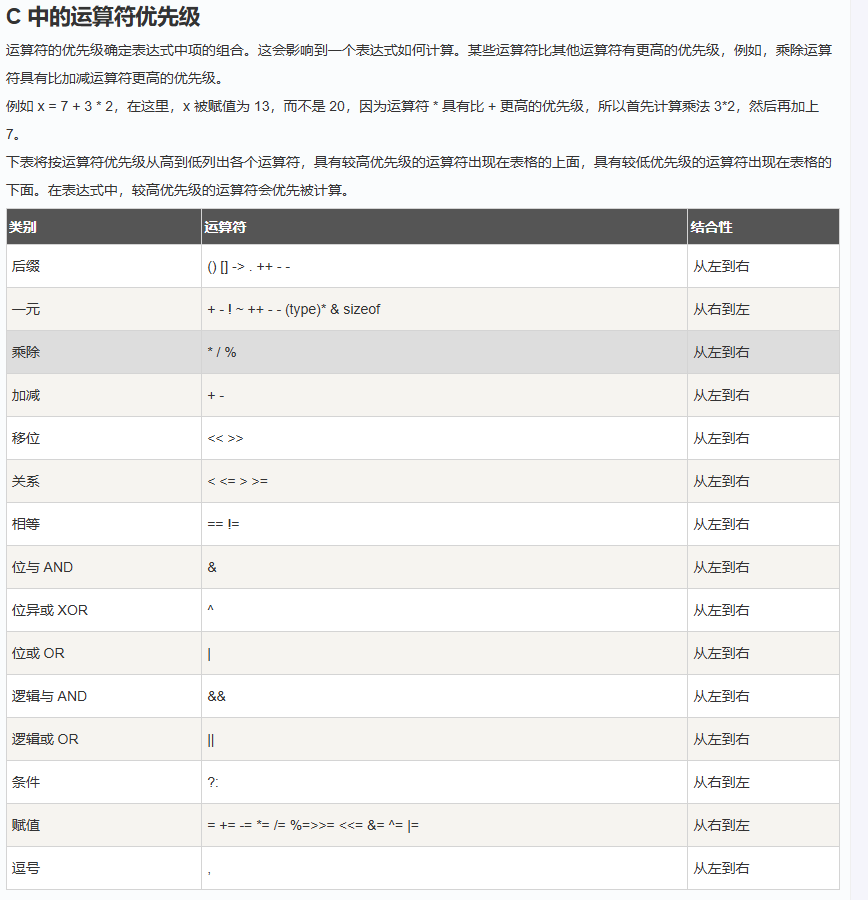 C 中的运算符优先级
运算符的优先级确定表达式中项的组合。这会影响到一个表达式如何计算。某些运算符比其他运算符有更高的优先级，例如，乘除运算
符具有比加减运算符更高的优先级。
例如 x = 7 + 3 * 2，在这里，x 被赋值为 13，而不是 20，因为运算符 * 具有比 + 更高的优先级，所以首先计算乘法 3*2，然后再加上
7。
下表将按运算符优先级从高到低列出各个运算符，具有较高优先级的运算符出现在表格的上面，具有较低优先级的运算符出现在表格的
下面。在表达式中，较高优先级的运算符会优先被计算。
类别 运算符 结合性
后缀 () [] -> . ++ - - 从左到右
一元 + - ! ~ ++ - - (type)* & sizeof 从右到左
乘除 * / % 从左到右
加减 + - 从左到右
移位 << >> 从左到右
关系 < <= > >= 从左到右
相等 == != 从左到右
位与 AND & 从左到右
位异或 XOR ^ 从左到右
位或 OR | 从左到右
逻辑与 AND && 从左到右
逻辑或 OR || 从左到右
条件 ?: 从右到左
赋值 = += -= *= /= %=>>= <<= &= ^= |= 从右到左
逗号 , 从左到右